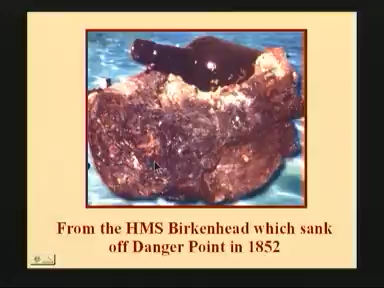 From the HMS Birkenhead which sank
off Danger Point in 1852